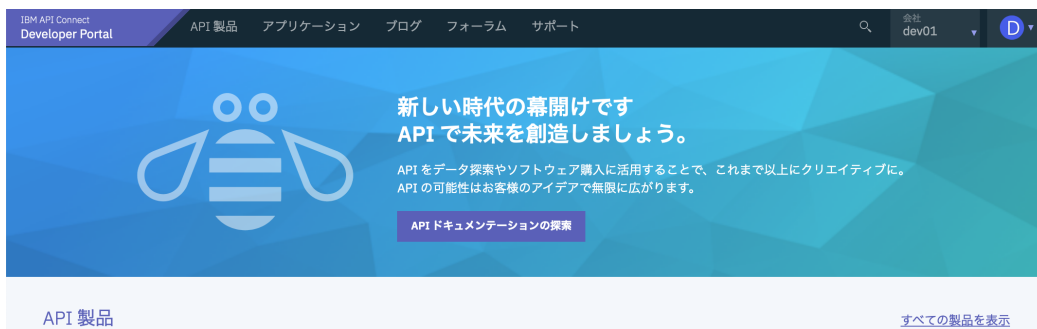 IBM API Connect
Developer Portal
API 製品 アプリケーション ブログ フォーラム サポート
会社
dev01
D
新しい時代の幕開けです
API で未来を創造しましょう。
API をデータ探索やソフトウェア購入に活用することで、これまで以上にクリエイティブに。
API の可能性はお客様のアイデアで無限に広がります。
API ドキュメンテーションの探索
API 製品
すべての製品を表示